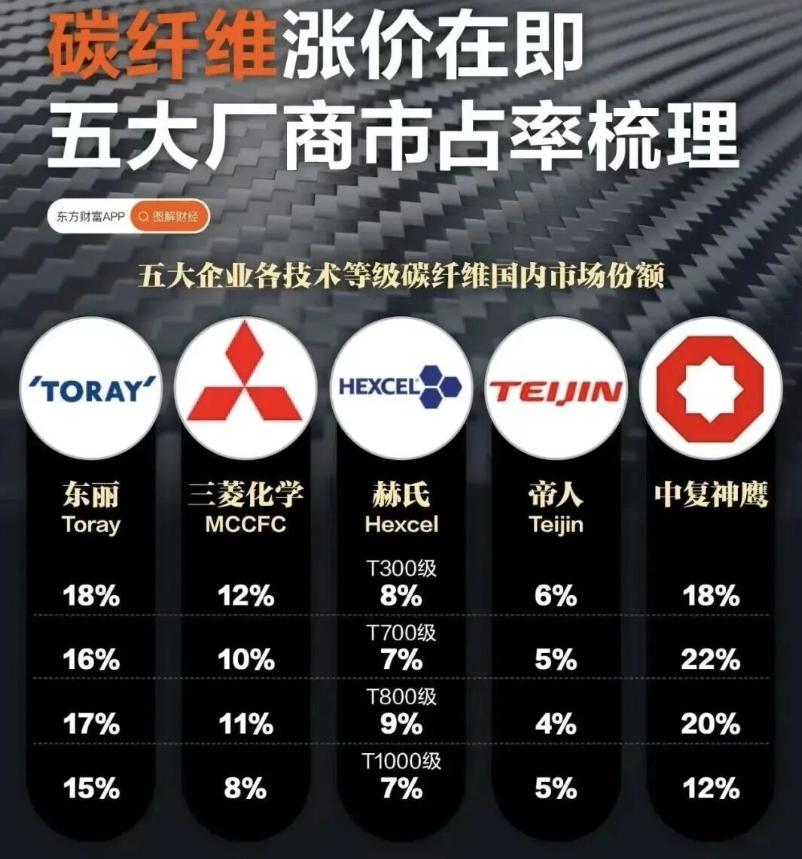 碳纤维涨价在即
五大厂商市占率梳理
东方财富APP 图解财经
五大企业各技术等级碳纤维国内市场份额
'TORAY' HEXCEL TEIJIN
东丽 三菱化学 赫氏 帝人 中复神鹰
Toray MCCFC Hexcel Teijin
T300级
18% 12% 8% 6% 18%
T700级
16% 10% 7% 5% 22%
T800级
17% 11% 9% 4% 20%
T1000级
15% 8% 7% 5% 12%